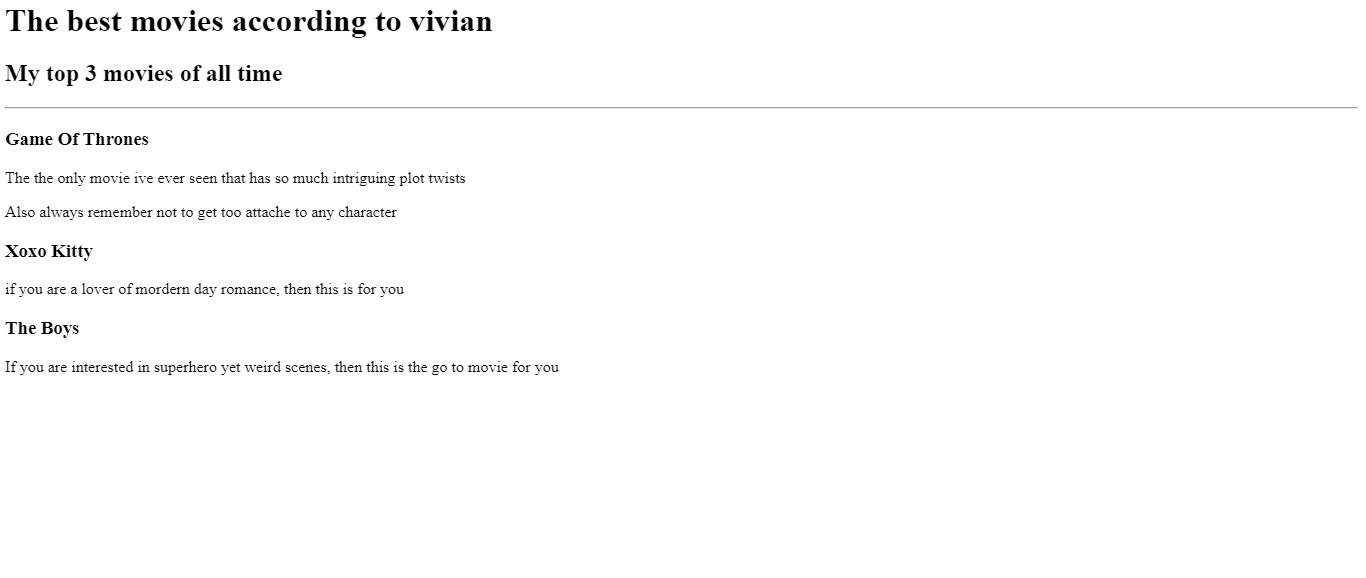 The best movies according to vivian
My top 3 movies of all time
Game Of Thrones
The the only movie ive ever seen that has so much intriguing plot twists
Also always remember not to get too attache to any character
Xoxo Kitty
if you are a lover of mordern day romance, then this is for you
The Boys
If you are interested in superhero yet weird scenes, then this is the go to movie for you